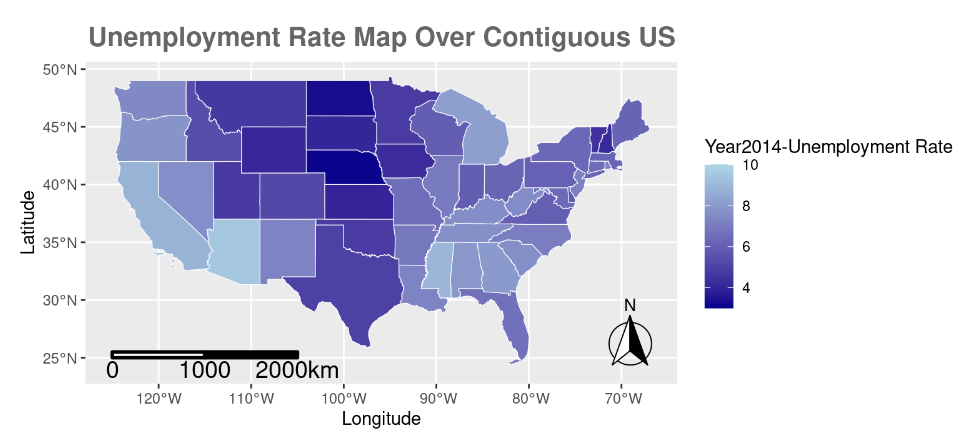 Unemployment Rate Map Over Contiguous US
50°N
45°N
40°N
35°N
30°N
25°N
Latitude
120°W 110°W 100°W 90°W 80°W 70°W
Longitude
0 1000 2000km
N
Year2014-Unemployment Rate
10
8
6
4